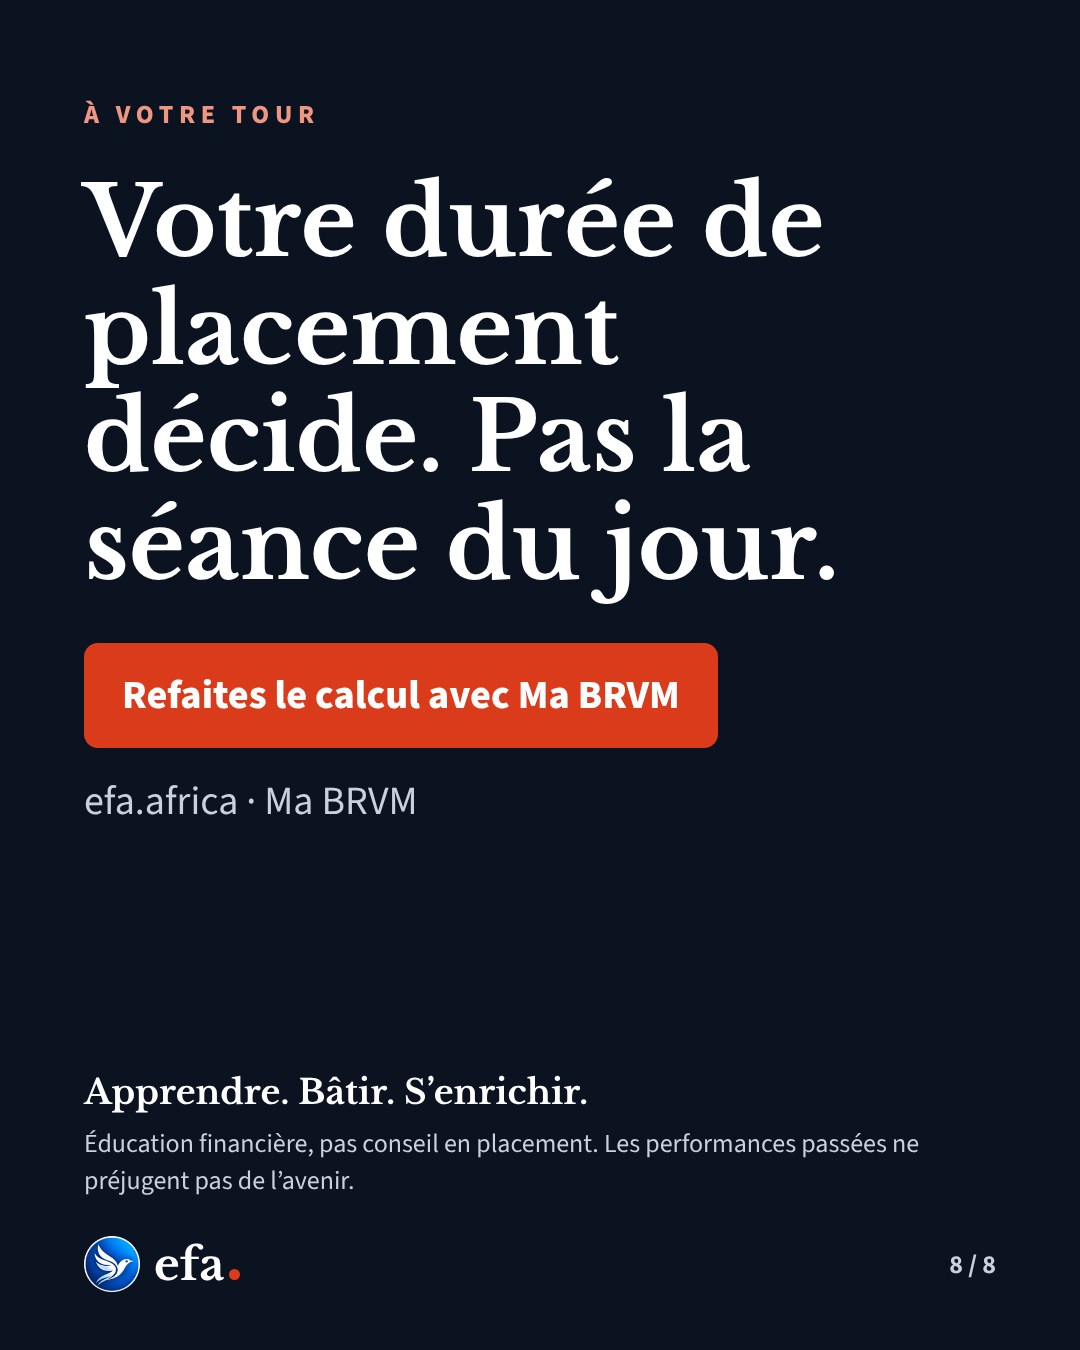 À VOTRE TOUR
Votre durée de
placement
décide. Pas la
séance du jour.
Refaites le calcul avec Ma BRVM
efa.africa · Ma BRVM
Apprendre. Bâtir. S’enrichir.
Éducation financière, pas conseil en placement. Les performances passées ne
préjugent pas de l’avenir.
efa.
8 / 8